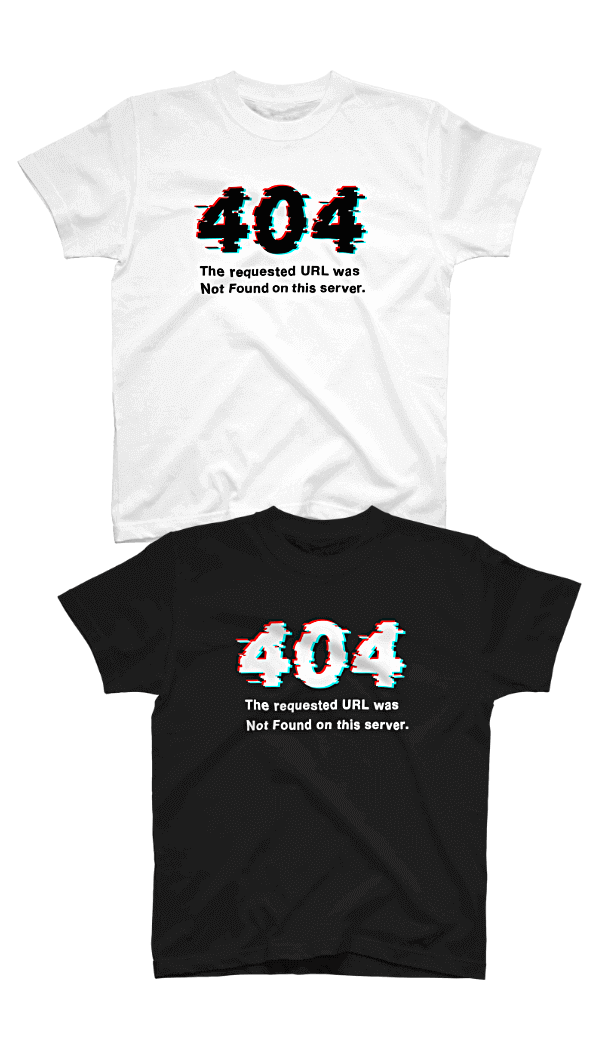 404
The requested URL was
Not Found on this server.
404
The requested URL was
Not Found on this server.